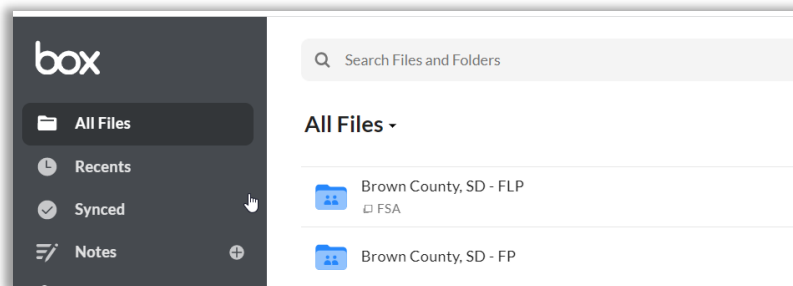 box
Search Files and Folders
All Files
All Files
Recents
Brown County, SD - FLP
FSA
Synced
Notes
Brown County, SD - FP